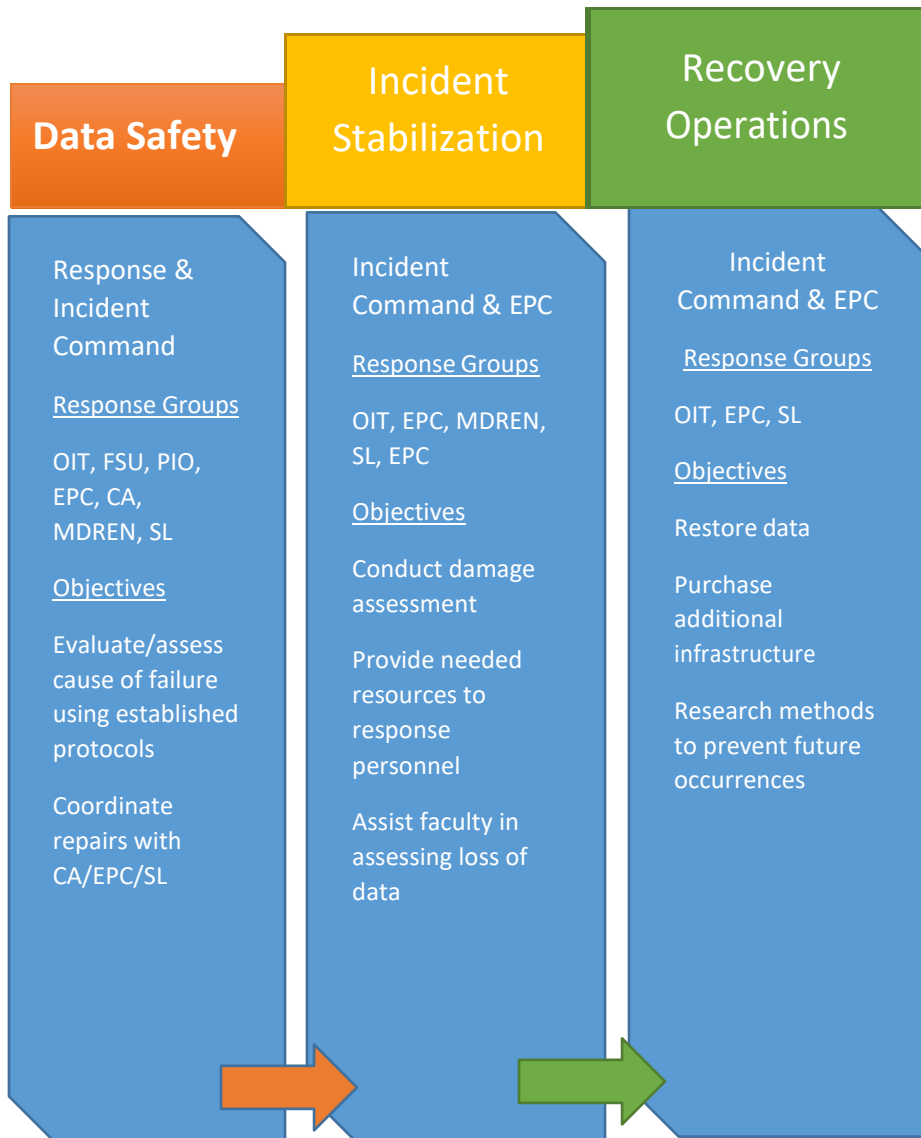 Data Safety
Response &
Incident
Command
Response Groups
OIT, FSU, PIO,
EPC, CA,
MDREN, SL
Objectives
Evaluate/assess
cause of failure
using established
protocols
Coordinate
repairs with
CA/EPC/SL
Incident
Stabilization
Incident
Command & EPC
Response Groups
OIT, EPC, MDREN,
SL, EPC
Objectives
Conduct damage
assessment
Provide needed
resources to
response
personnel
Assist faculty in
assessing loss of
data
Recovery
Operations
Incident
Command & EPC
Response Groups
OIT, EPC, SL
Objectives
Restore data
Purchase
additional
infrastructure
Research methods
to prevent future
occurrences